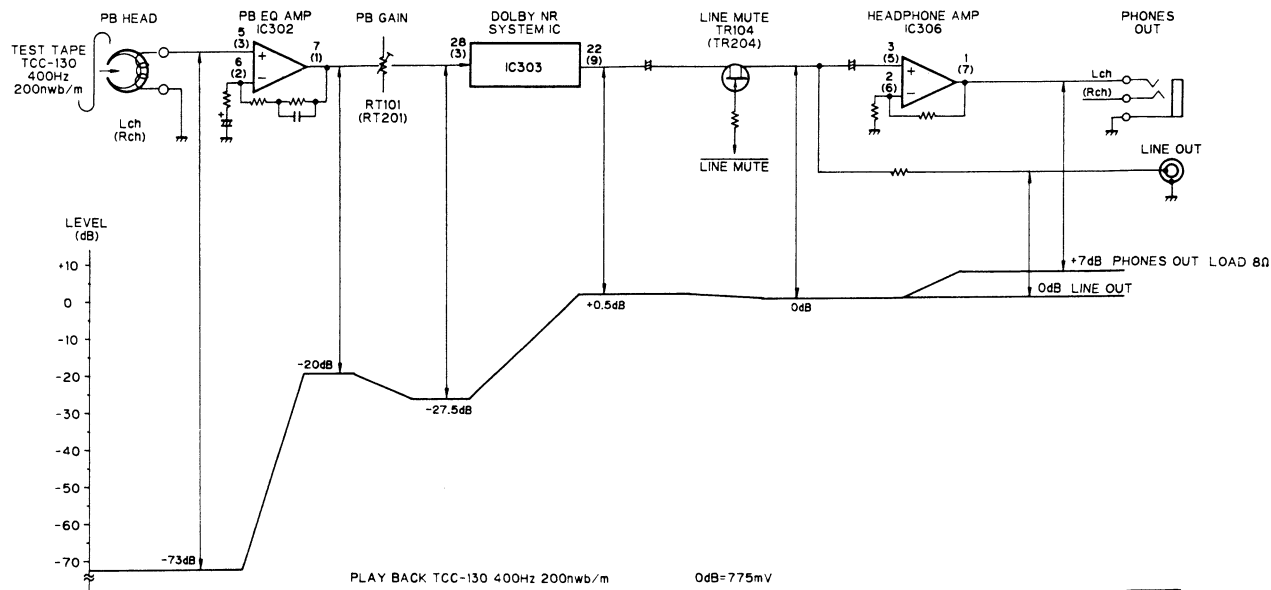 PB HEAD
PB EQ AMP
IC302
PB GAIN
DOLBY NR
SYSTEM IC
LINE MUTE
TR104
(TR204)
HEADPHONE AMP
IC306
PHONES
OUT
TEST TAPE
TCC-130
400Hz
200nwb/m
5
(3)
+
7
(1)
6
(2)
−
28
(3)
IC303
22
(9)
3
(5)
+
1
(7)
2
(6)
−
Lch
(Rch)
RT101
(RT201)
+
Lch
(Rch)
LINE MUTE
LINE OUT
LEVEL
(dB)
+10
0
-10
-20
-30
-40
-50
-60
-70
-73dB
-20dB
-27.5dB
+0.5dB
0dB
+7dB PHONES OUT LOAD 8Ω
0dB LINE OUT
PLAY BACK TCC-130 400Hz 200nwb/m
0dB=775mV